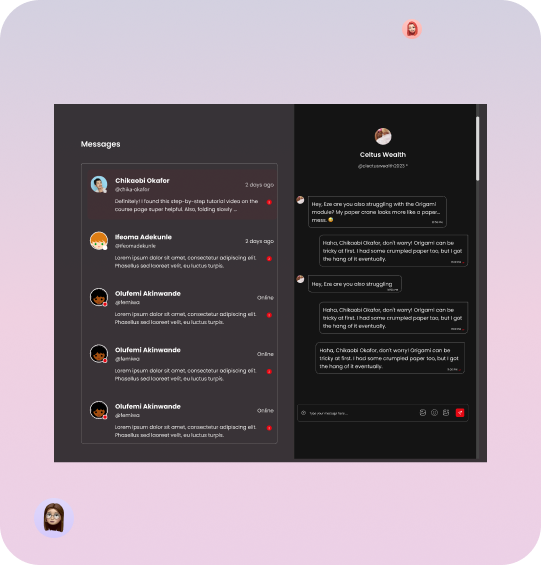 Messages
Chikaobi Okafor
2 days ago
@chika-okafor
Definitely! I found this step-by-step tutorial video on the
course page super helpful. Also, folding slowly ...
Ifeoma Adekunle
2 days ago
@Ifeomadekunle
Lorem ipsum dolor sit amet, consectetur adipiscing elit.
Phasellus sed laoreet velit, eu luctus turpis.
Olufemi Akinwande
Online
@femiwa
Lorem ipsum dolor sit amet, consectetur adipiscing elit.
Phasellus sed laoreet velit, eu luctus turpis.
Olufemi Akinwande
Online
@femiwa
Lorem ipsum dolor sit amet, consectetur adipiscing elit.
Phasellus sed laoreet velit, eu luctus turpis.
Olufemi Akinwande
Online
@femiwa
Lorem ipsum dolor sit amet, consectetur adipiscing elit.
Phasellus sed laoreet velit, eu luctus turpis.
Celtus Wealth
Hey, Eze are you also struggling with the Origami
module? My paper crane looks more like a paper...
mess. 😅
Haha, Chikaobi Okafor, don't worry! Origami can be
tricky at first. I had some crumpled paper too, but I got
the hang of it eventually.
Hey, Eze are you also struggling
Haha, Chikaobi Okafor, don't worry! Origami can be
tricky at first. I had some crumpled paper too, but I got
the hang of it eventually.
Haha, Chikaobi Okafor, don't worry! Origami can be
tricky at first. I had some crumpled paper too, but I got
the hang of it eventually.
Type your message here...